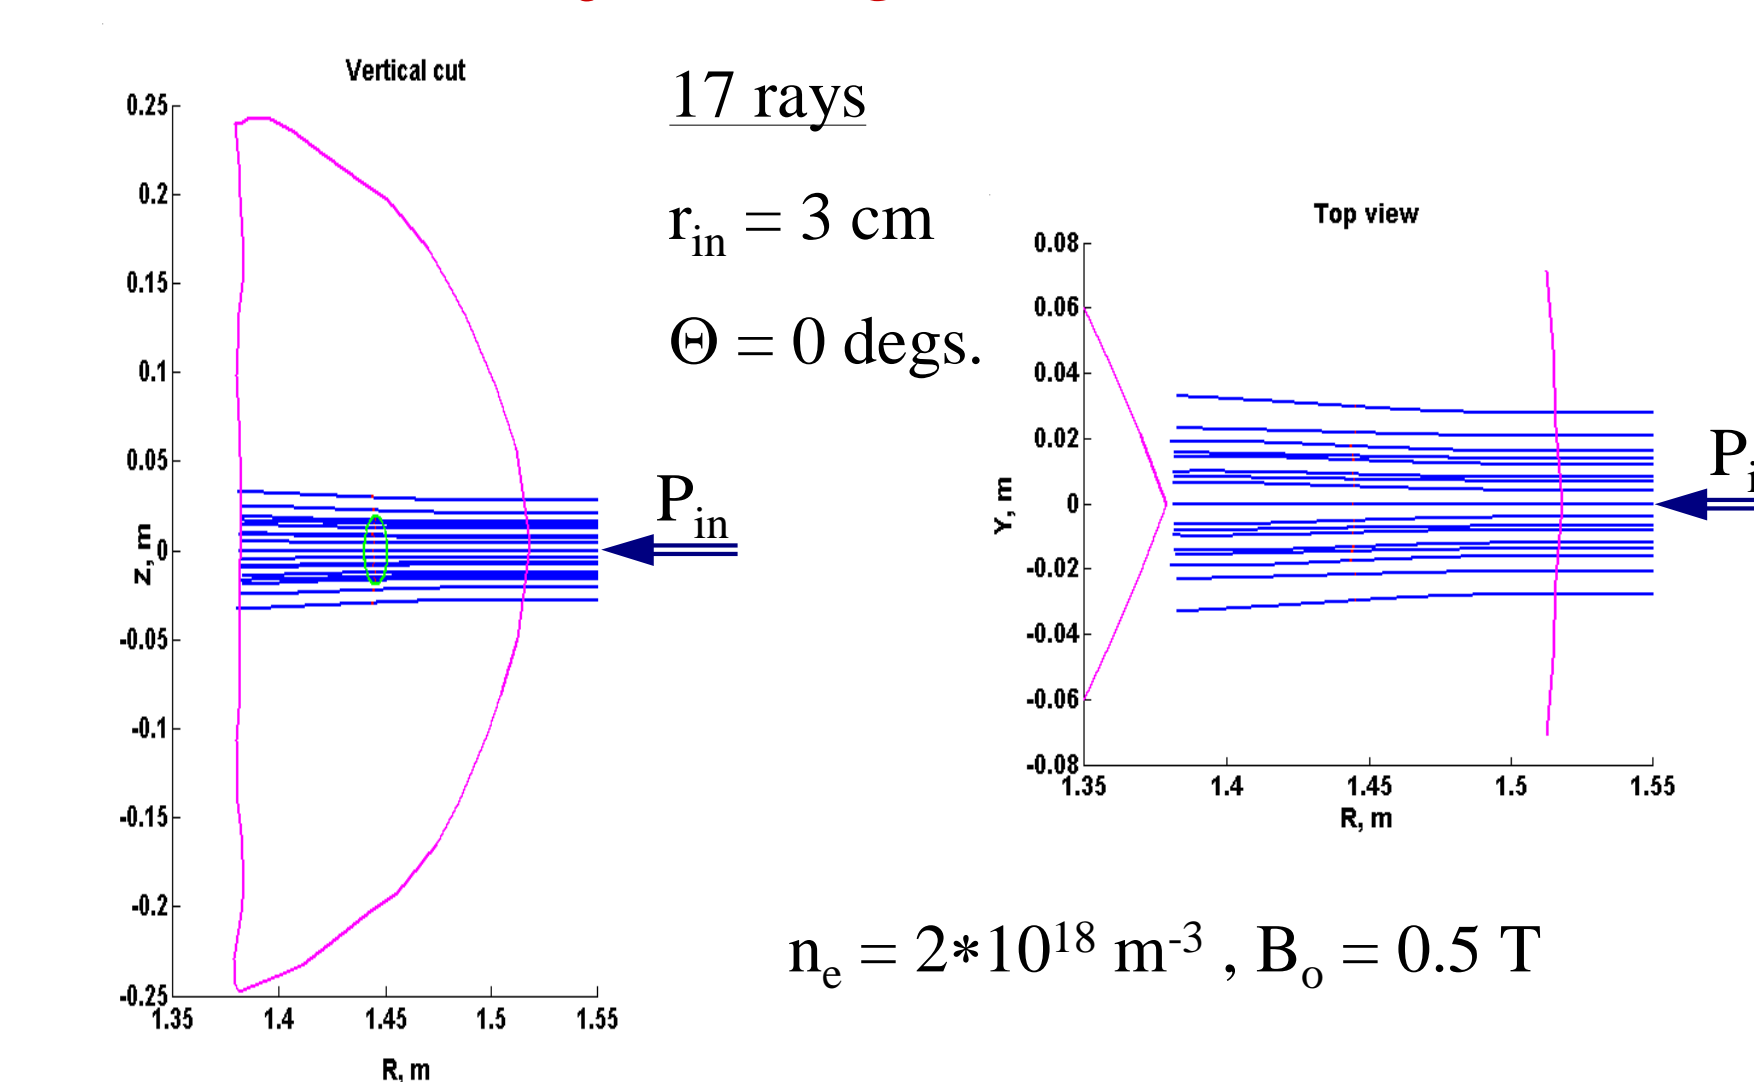 Vertical cut
0.25
0.2
0.15
0.1
0.05
0
-0.05
-0.1
-0.15
-0.2
-0.25
1.35 1.4 1.45 1.5 1.55
Z, m
R, m
P_in
17 rays
r_in = 3 cm
Θ = 0 degs.
Top view
0.08
0.06
0.04
0.02
0
-0.02
-0.04
-0.06
-0.08
1.35 1.4 1.45 1.5 1.55
Y, m
R, m
n_e = 2*10^18 m^-3 , B_o = 0.5 T